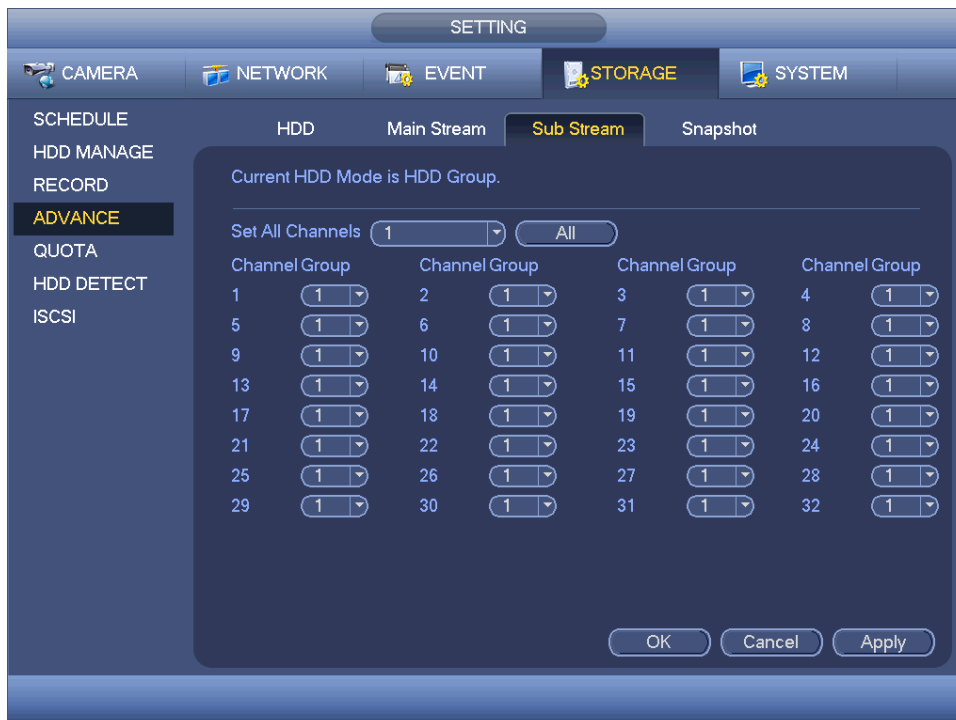 SETTING
CAMERA NETWORK EVENT STORAGE SYSTEM
SCHEDULE
HDD MANAGE
RECORD
ADVANCE
QUOTA
HDD DETECT
ISCSI
HDD Main Stream Sub Stream Snapshot
Current HDD Mode is HDD Group.
Set All Channels 1 All
Channel Group Channel Group Channel Group Channel Group
1 1 2 1 3 1 4 1
5 1 6 1 7 1 8 1
9 1 10 1 11 1 12 1
13 1 14 1 15 1 16 1
17 1 18 1 19 1 20 1
21 1 22 1 23 1 24 1
25 1 26 1 27 1 28 1
29 1 30 1 31 1 32 1
OK Cancel Apply